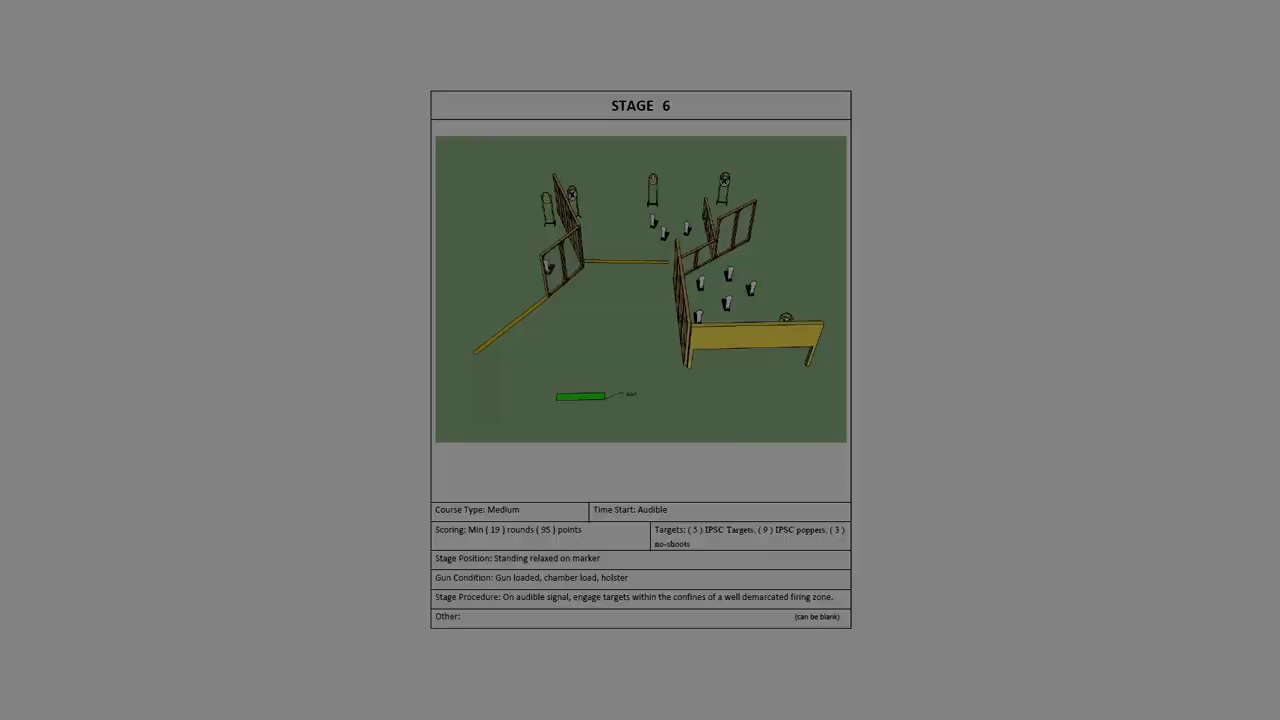 STAGE 6
Course Type: Medium
Time Start: Audible
Scoring: Min ( 19 ) rounds ( 95 ) points
Targets: ( 5 ) IPSC Targets, ( 9 ) IPSC poppers, ( 3 )
no-shoots
Stage Position: Standing relaxed on marker
Gun Condition: Gun loaded, chamber load, holster
Stage Procedure: On audible signal, engage targets within the confines of a well demarcated firing zone.
Other:
(can be blank)